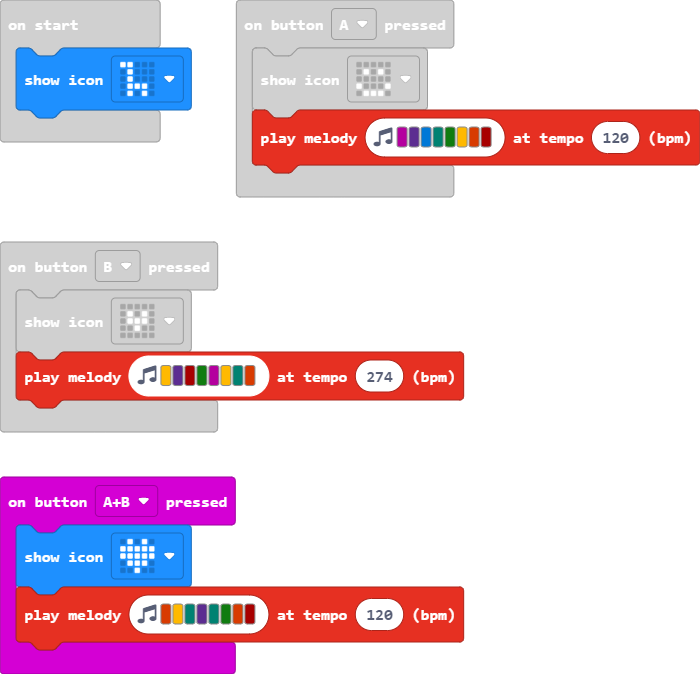 on start
show icon
on button A pressed
show icon
play melody at tempo 120 (bpm)
on button B pressed
show icon
play melody at tempo 274 (bpm)
on button A+B pressed
show icon
play melody at tempo 120 (bpm)